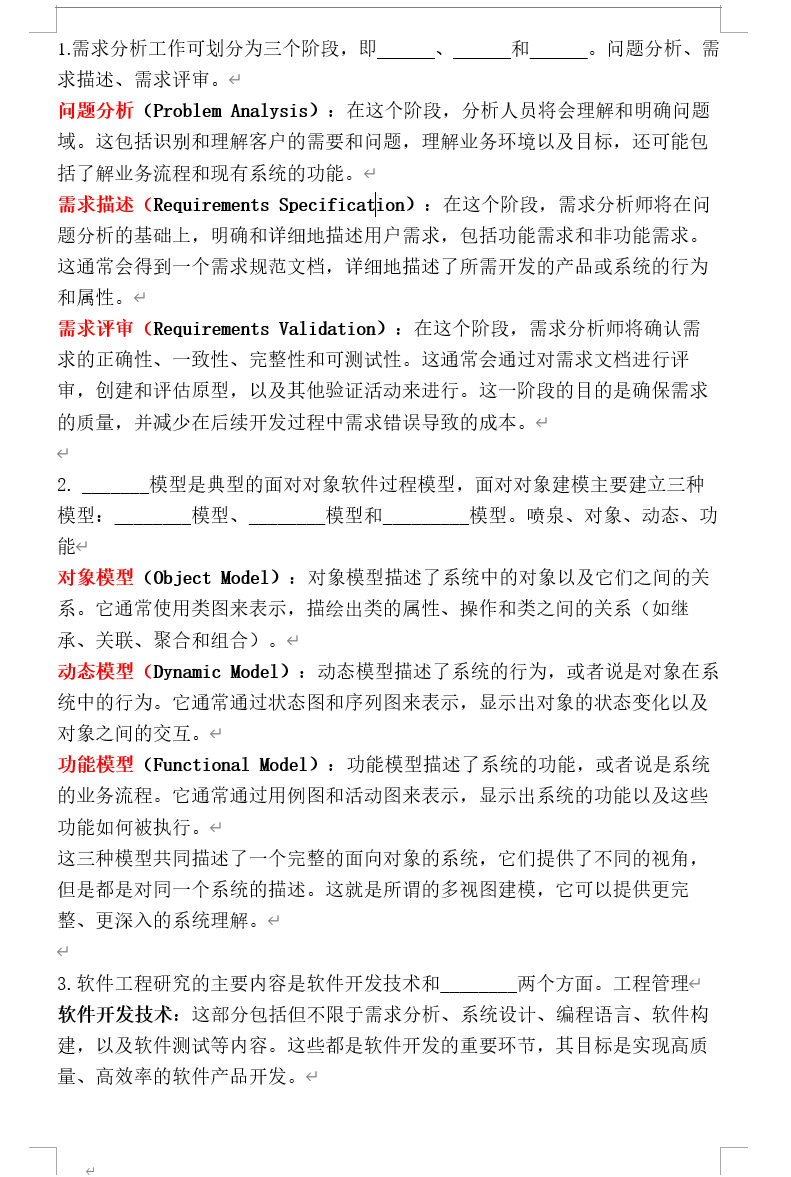 1.需求分析工作可划分为三个阶段，即______、______和______。问题分析、需
求描述、需求评审。
问题分析（Problem Analysis）：在这个阶段，分析人员将会理解和明确问题
域。这包括识别和理解客户的需要和问题，理解业务环境以及目标，还可能包
括了解业务流程和现有系统的功能。
需求描述（Requirements Specification）：在这个阶段，需求分析师将在问
题分析的基础上，明确和详细地描述用户需求，包括功能需求和非功能需求。
这通常会得到一个需求规范文档，详细地描述了所需开发的产品或系统的行为
和属性。
需求评审（Requirements Validation）：在这个阶段，需求分析师将确认需
求的正确性、一致性、完整性和可测试性。这通常会通过对需求文档进行评
审，创建和评估原型，以及其他验证活动来进行。这一阶段的目的是确保需求
的质量，并减少在后续开发过程中需求错误导致的成本。
2. _______模型是典型的面对对象软件过程模型，面对对象建模主要建立三种
模型：________模型、________模型和_________模型。喷泉、对象、动态、功
能
对象模型（Object Model）：对象模型描述了系统中的对象以及它们之间的关
系。它通常使用类图来表示，描绘出类的属性、操作和类之间的关系（如继
承、关联、聚合和组合）。
动态模型（Dynamic Model）：动态模型描述了系统的行为，或者说是对象在系
统中的行为。它通常通过状态图和序列图来表示，显示出对象的状态变化以及
对象之间的交互。
功能模型（Functional Model）：功能模型描述了系统的功能，或者说是系统
的业务流程。它通常通过用例图和活动图来表示，显示出系统的功能以及这些
功能如何被执行。
这三种模型共同描述了一个完整的面向对象的系统，它们提供了不同的视角，
但是都是对同一个系统的描述。这就是所谓的多视图建模，它可以提供更完
整、更深入的系统理解。
3.软件工程研究的主要内容是软件开发技术和________两个方面。工程管理
软件开发技术：这部分包括但不限于需求分析、系统设计、编程语言、软件构
建，以及软件测试等内容。这些都是软件开发的重要环节，其目标是实现高质
量、高效率的软件产品开发。